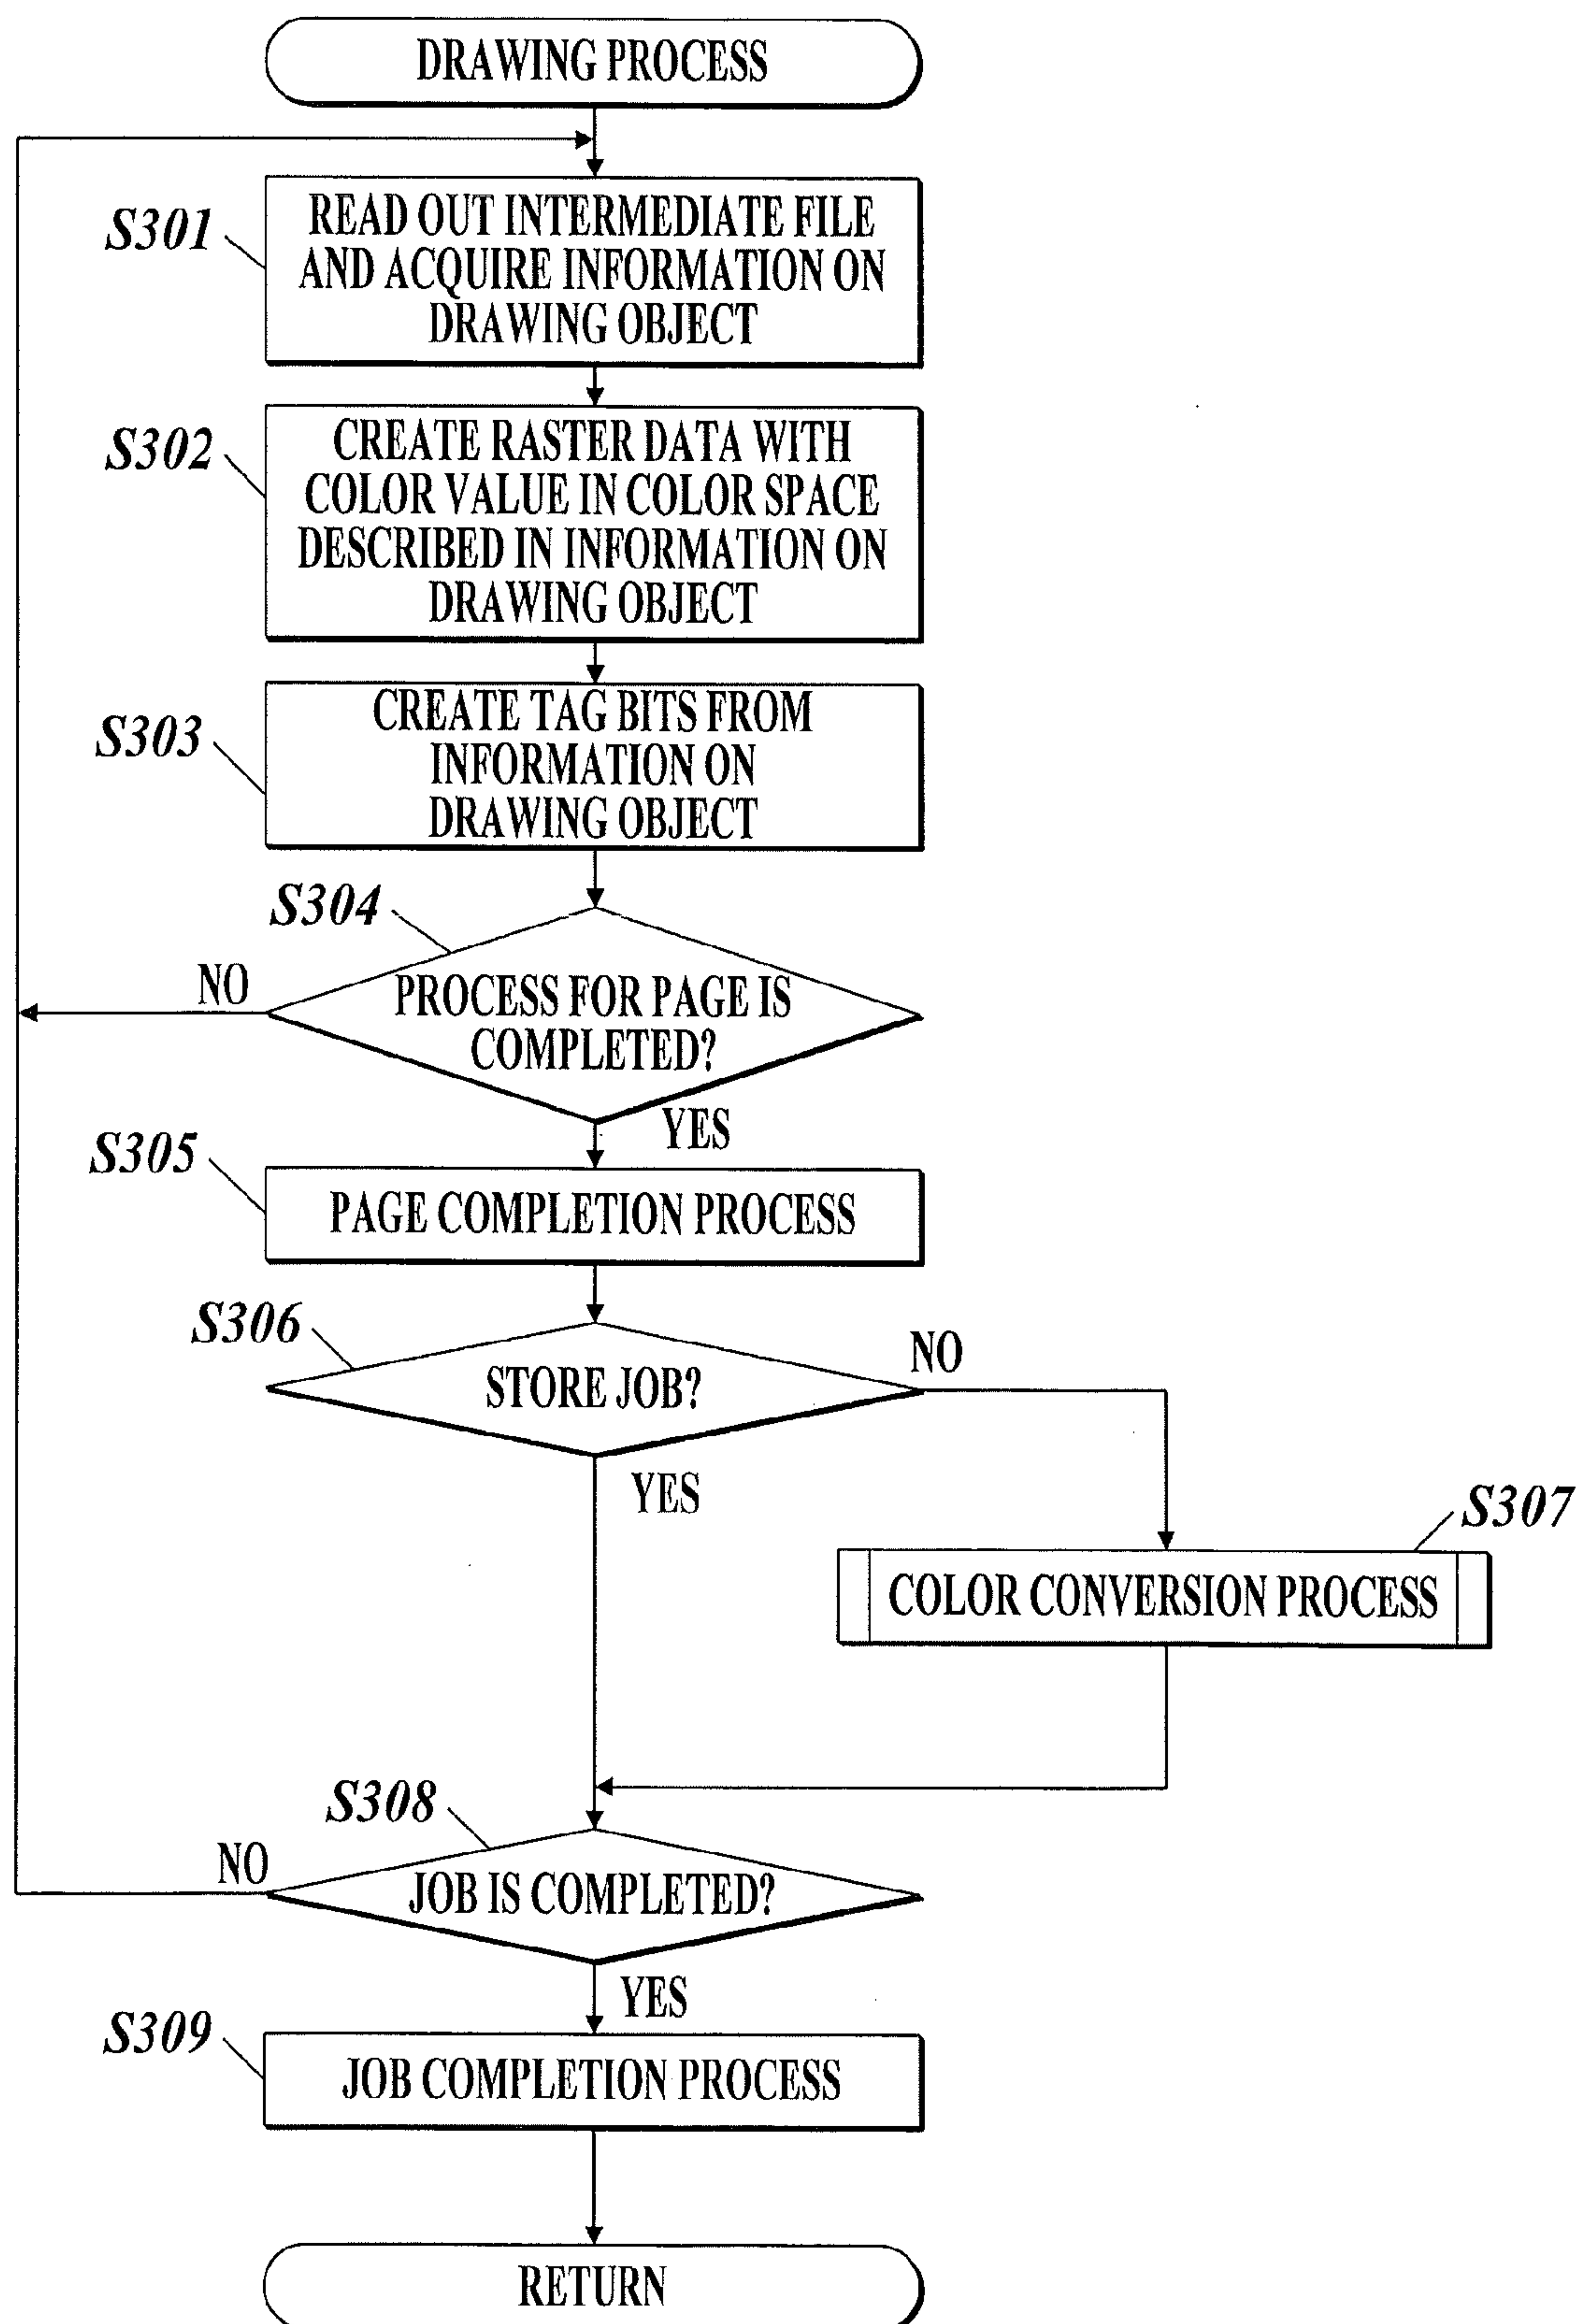 DRAWING PROCESS
S301
READ OUT INTERMEDIATE FILE
AND ACQUIRE INFORMATION ON
DRAWING OBJECT
S302
CREATE RASTER DATA WITH
COLOR VALUE IN COLOR SPACE
DESCRIBED IN INFORMATION ON
DRAWING OBJECT
S303
CREATE TAG BITS FROM
INFORMATION ON
DRAWING OBJECT
S304
NO
PROCESS FOR PAGE IS
COMPLETED?
YES
S305
PAGE COMPLETION PROCESS
S306
NO
STORE JOB?
YES
S307
COLOR CONVERSION PROCESS
S308
NO
JOB IS COMPLETED?
YES
S309
JOB COMPLETION PROCESS
RETURN